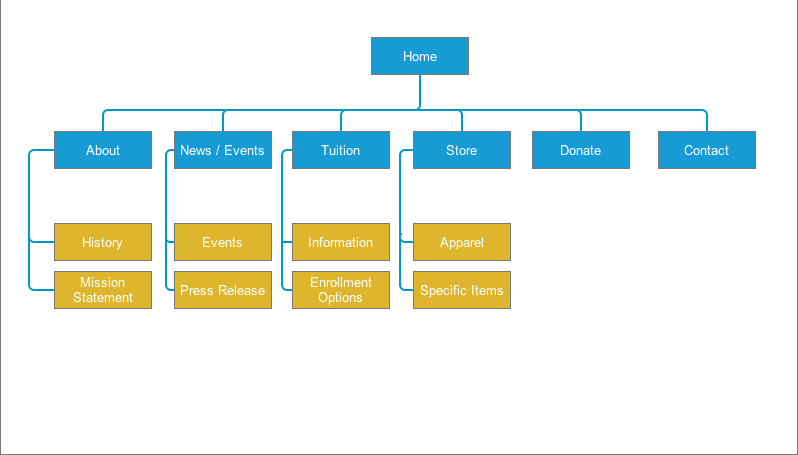 Home
About
News / Events
Tuition
Store
Donate
Contact
History
Events
Information
Apparel
Mission
Statement
Press Release
Enrollment
Options
Specific Items